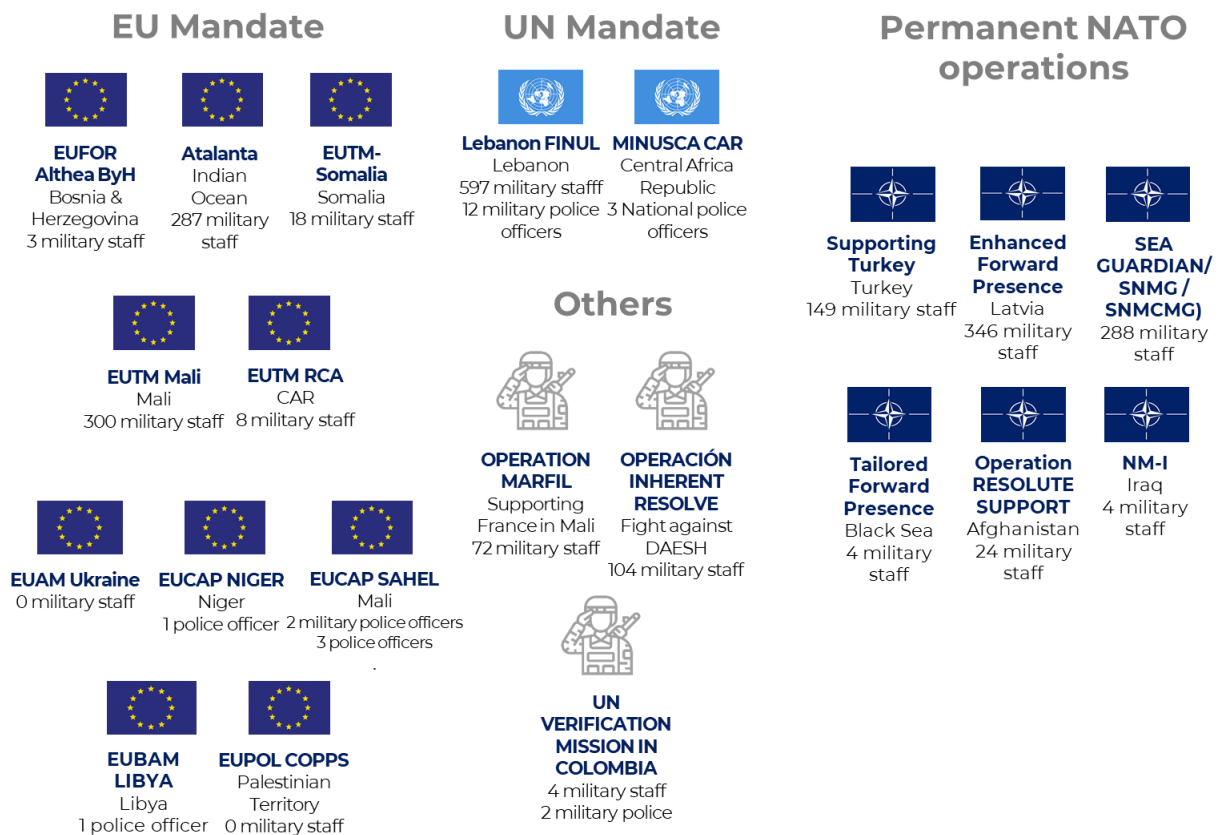 EU Mandate
EUFOR
Althea ByH
Bosnia &
Herzegovina
3 military staff
Atalanta
Indian
Ocean
287 military
staff
EUTM-
Somalia
Somalia
18 military staff
EUTM Mali
Mali
300 military staff
EUTM RCA
CAR
8 military staff
EUAM Ukraine
0 military staff
EUCAP NIGER
Niger
1 police officer
EUCAP SAHEL
Mali
2 military police officers
3 police officers
.
EUBAM
LIBYA
Libya
1 police officer
EUPOL COPPS
Palestinian
Territory
0 military staff
UN Mandate
Lebanon FINUL
Lebanon
597 military stafff
12 military police
officers
MINUSCA CAR
Central Africa
Republic
3 National police
officers
Others
OPERATION
MARFIL
Supporting
France in Mali
72 military staff
OPERACIÓN
INHERENT
RESOLVE
Fight against
DAESH
104 military staff
UN
VERIFICATION
MISSION IN
COLOMBIA
4 military staff
2 military police
Permanent NATO
operations
Supporting
Turkey
Turkey
149 military staff
Enhanced
Forward
Presence
Latvia
346 military
staff
SEA
GUARDIAN/
SNMG /
SNMCMG)
288 military
staff
Tailored
Forward
Presence
Black Sea
4 military
staff
Operation
RESOLUTE
SUPPORT
Afghanistan
24 military
staff
NM-I
Iraq
4 military
staff